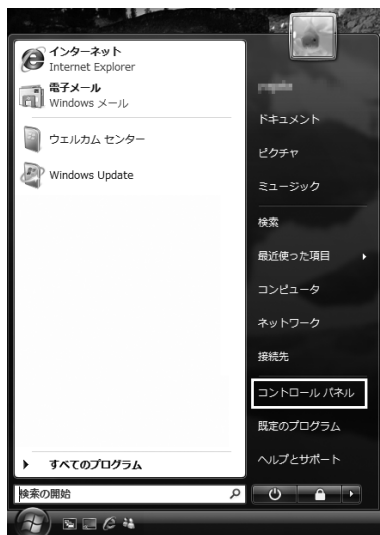 インターネット
Internet Explorer
電子メール
Windows メール
ウェルカム センター
Windows Update
すべてのプログラム
検索の開始
ドキュメント
ピクチャ
ミュージック
検索
最近使った項目
コンピュータ
ネットワーク
接続先
コントロール パネル
既定のプログラム
ヘルプとサポート